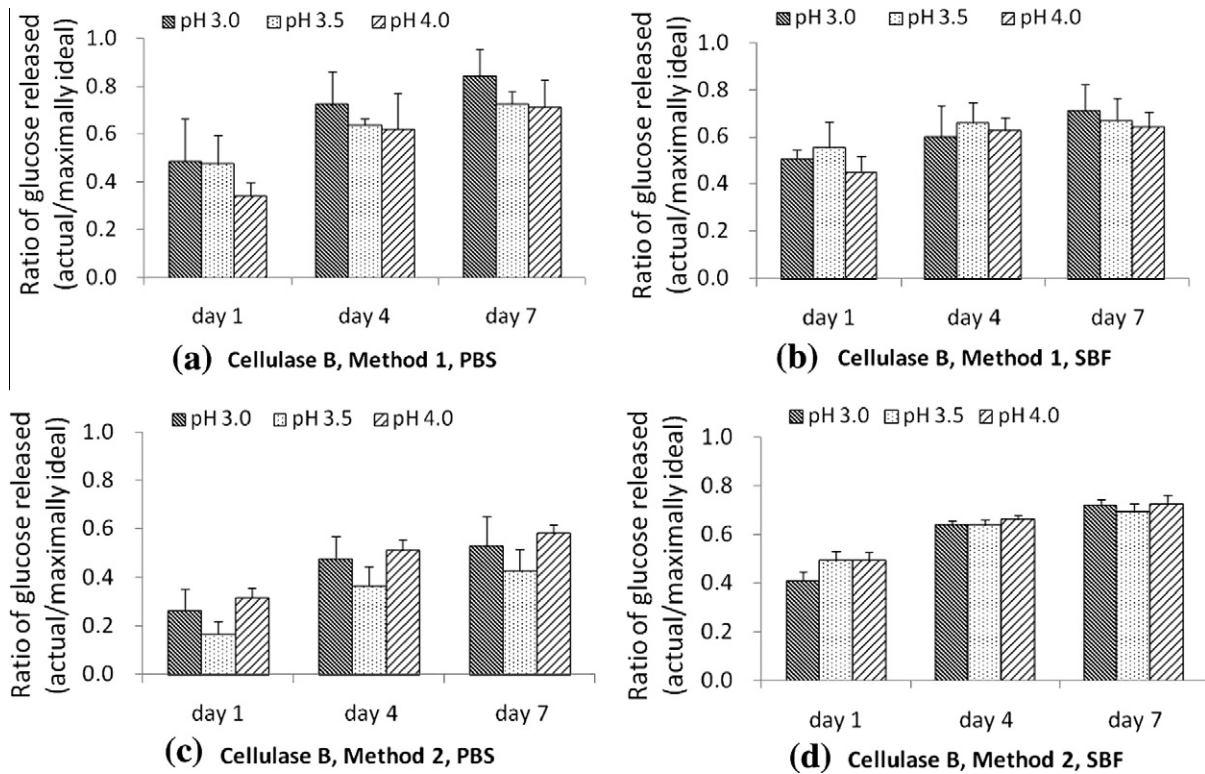 pH 3.0 pH 3.5 pH 4.0
Ratio of glucose released
(actual/maximally ideal)
1.0
0.8
0.6
0.4
0.2
0.0
day 1 day 4 day 7
(a) Cellulase B, Method 1, PBS
pH 3.0 pH 3.5 pH 4.0
Ratio of glucose released
(actual/maximally ideal)
1.0
0.8
0.6
0.4
0.2
0.0
day 1 day 4 day 7
(b) Cellulase B, Method 1, SBF
pH 3.0 pH 3.5 pH 4.0
Ratio of glucose released
(actual/maximally ideal)
1.0
0.8
0.6
0.4
0.2
0.0
day 1 day 4 day 7
(c) Cellulase B, Method 2, PBS
pH 3.0 pH 3.5 pH 4.0
Ratio of glucose released
(actual/maximally ideal)
1.0
0.8
0.6
0.4
0.2
0.0
day 1 day 4 day 7
(d) Cellulase B, Method 2, SBF